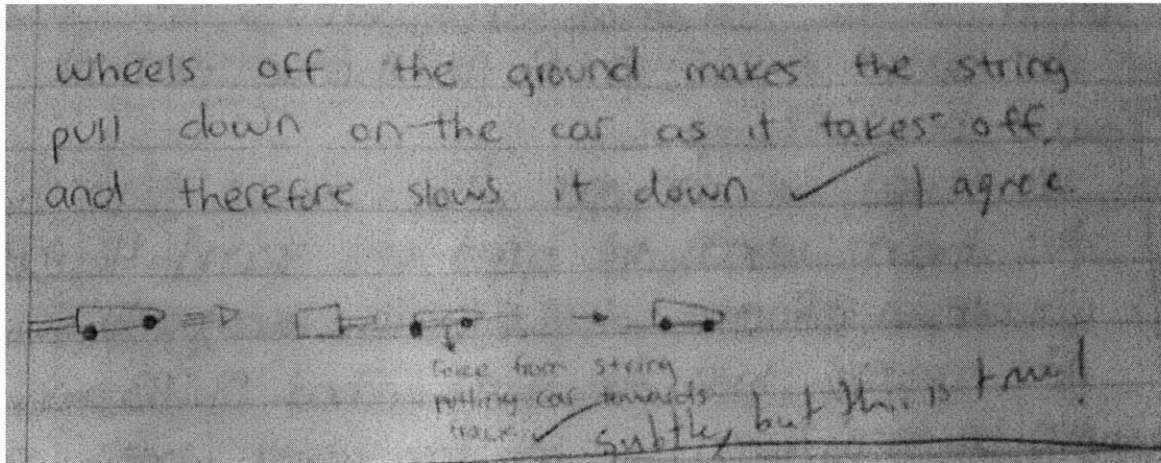 wheels off the ground makes the string
pull down on the car as it takes off,
and therefore slows it down ✓ I agree.
force from string
pulling car towards
track ✓
subtle, but this is true!